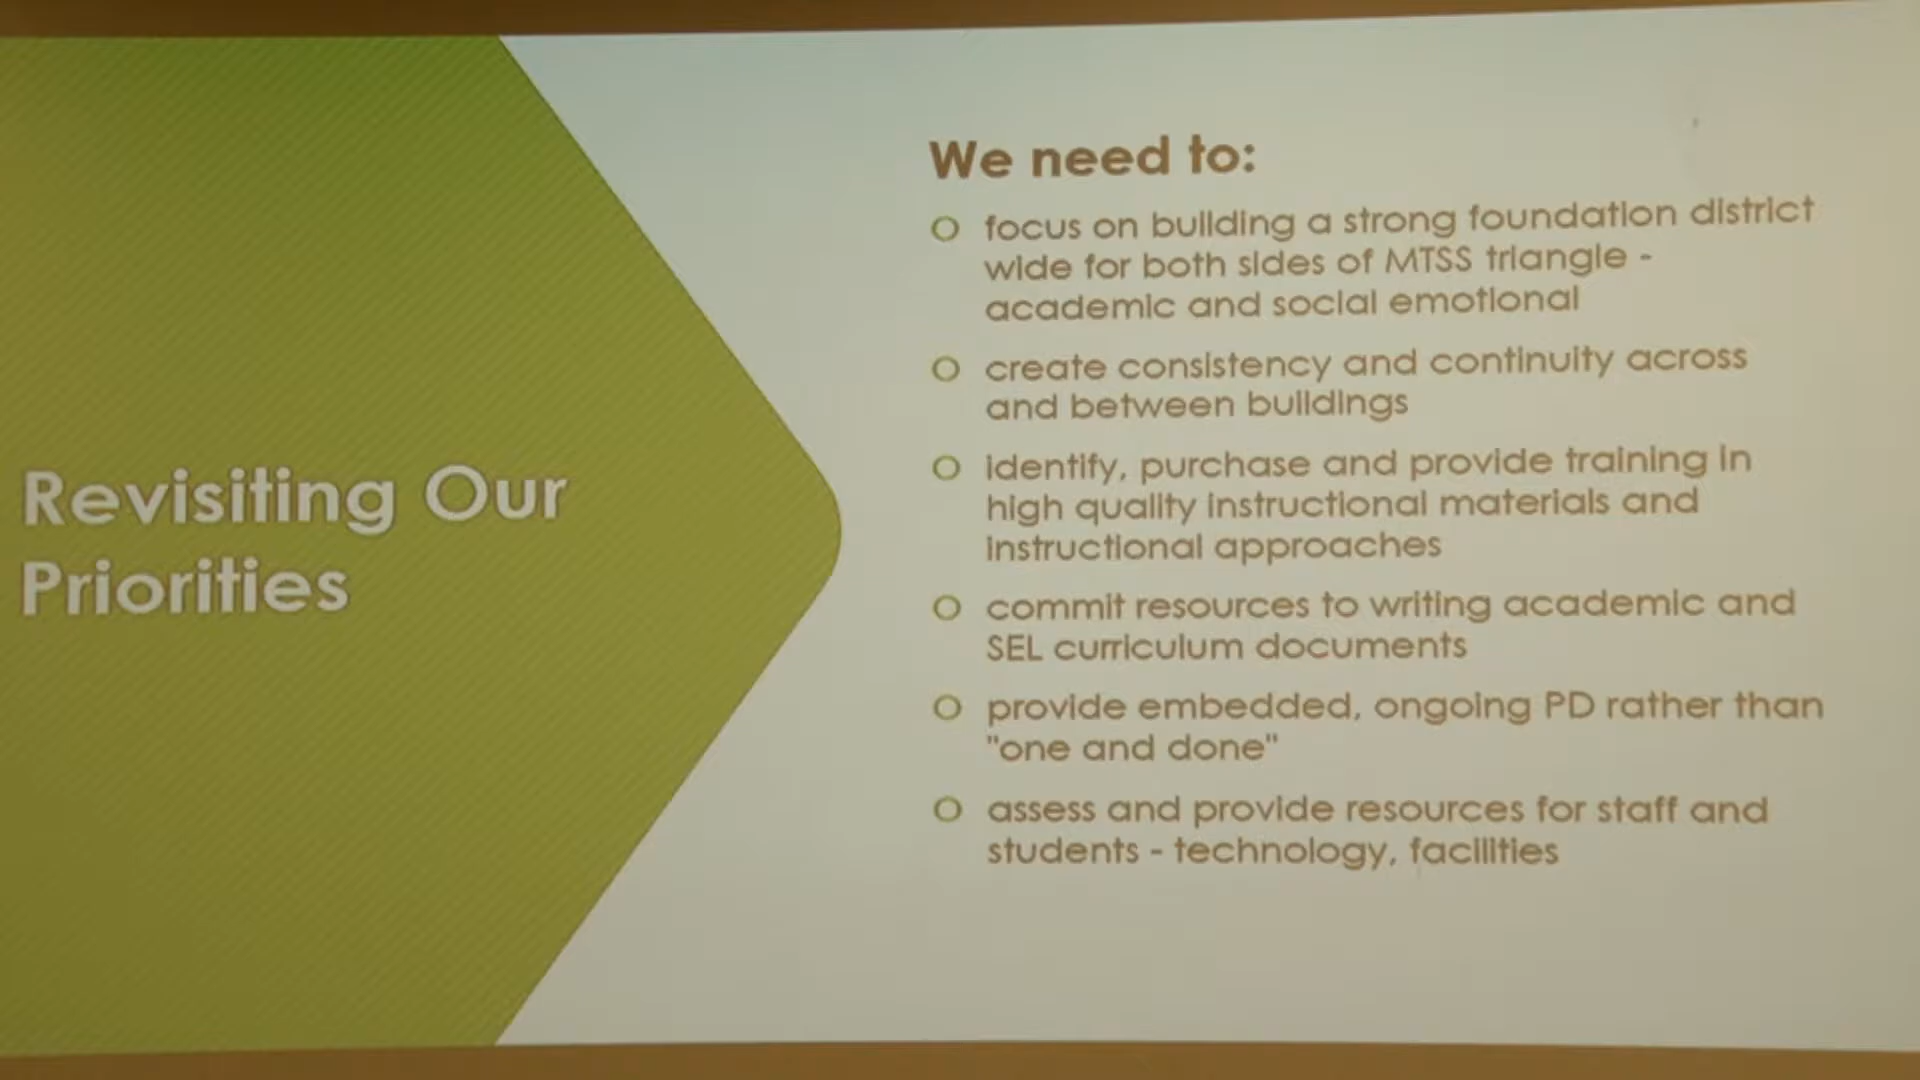 Revisiting Our
Priorities
We need to:
focus on building a strong foundation district
wide for both sides of MTSS triangle -
academic and social emotional
create consistency and continuity across
and between buildings
identify, purchase and provide training in
high quality instructional materials and
instructional approaches
commit resources to writing academic and
SEL curriculum documents
provide embedded, ongoing PD rather than
"one and done"
assess and provide resources for staff and
students - technology, facilities